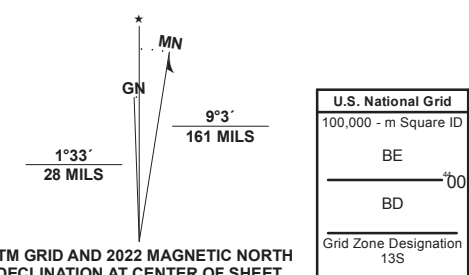 ★
MN
GN
9°3´
161 MILS
1°33´
28 MILS
TM GRID AND 2022 MAGNETIC NORTH
DECLINATION AT CENTER OF SHEET
U.S. National Grid
100,000 - m Square ID
BE
4400
BD
Grid Zone Designation
13S